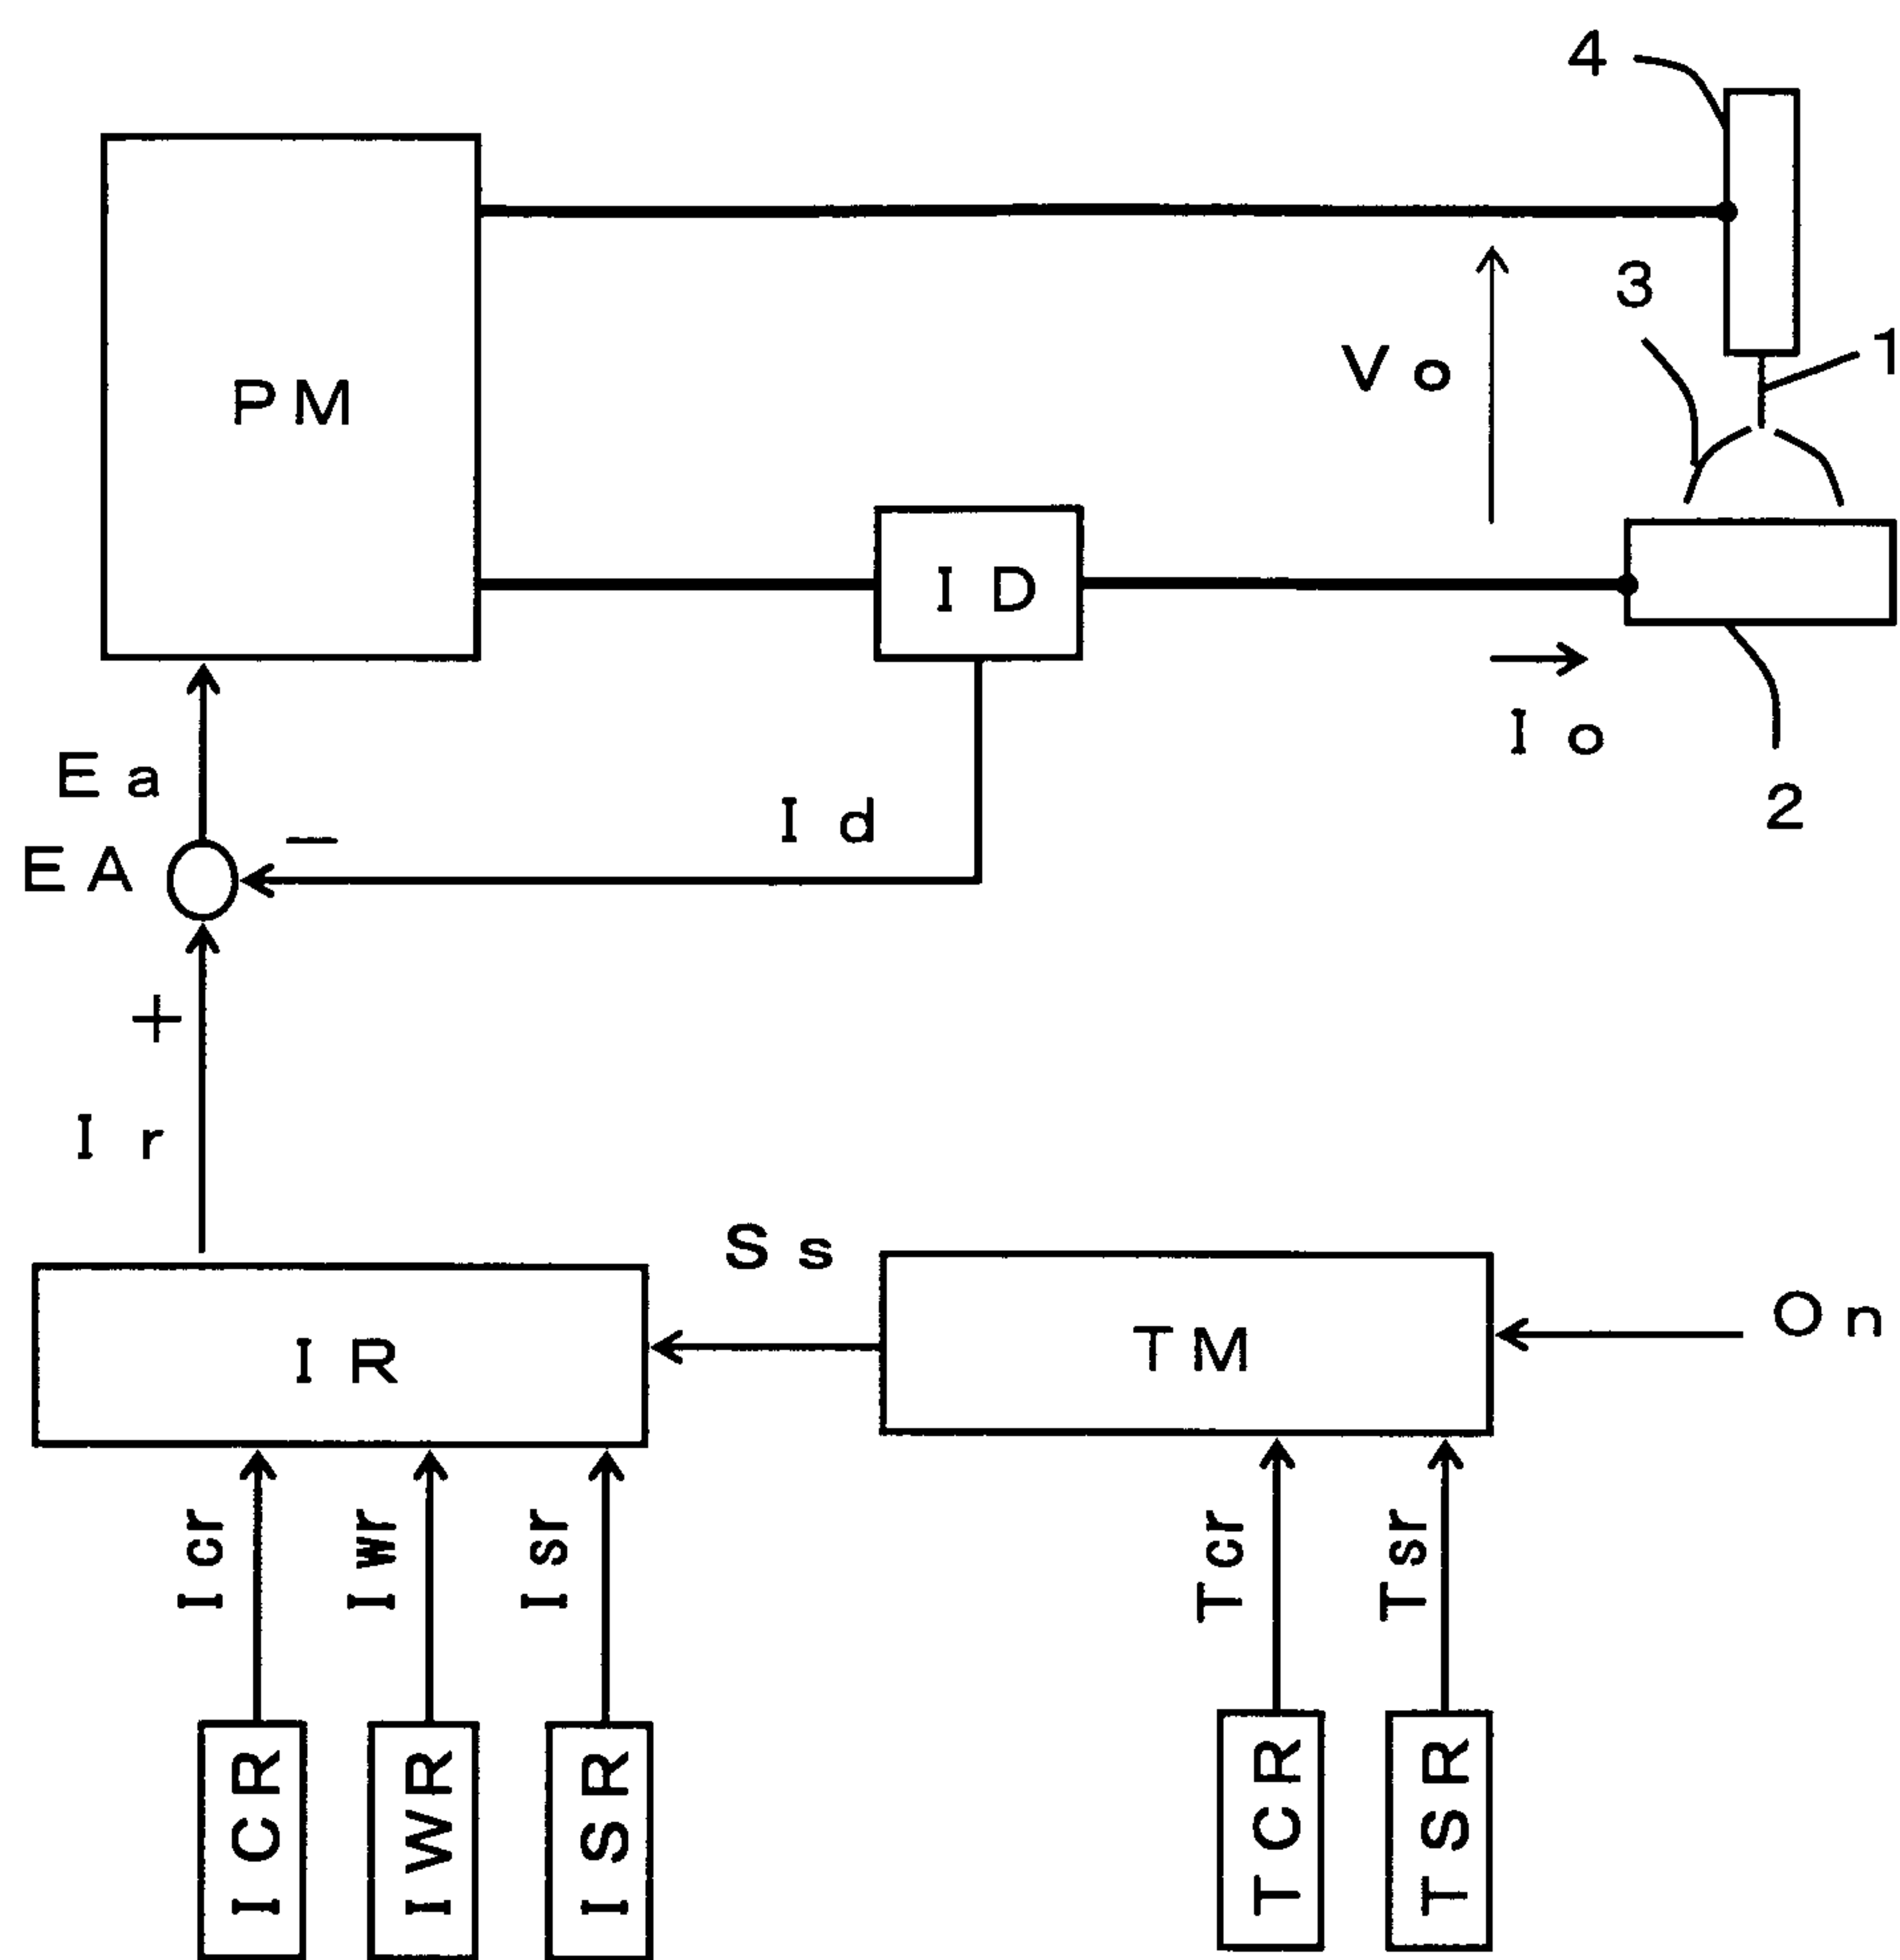 4
3
1
PM
Vo
ID
Io
2
Ea
EA
−
Id
+
Ir
Ss
On
IR
TM
Icr
Iwr
Isr
Tcr
Tsr
ICR
IWR
ISR
TCR
TSR